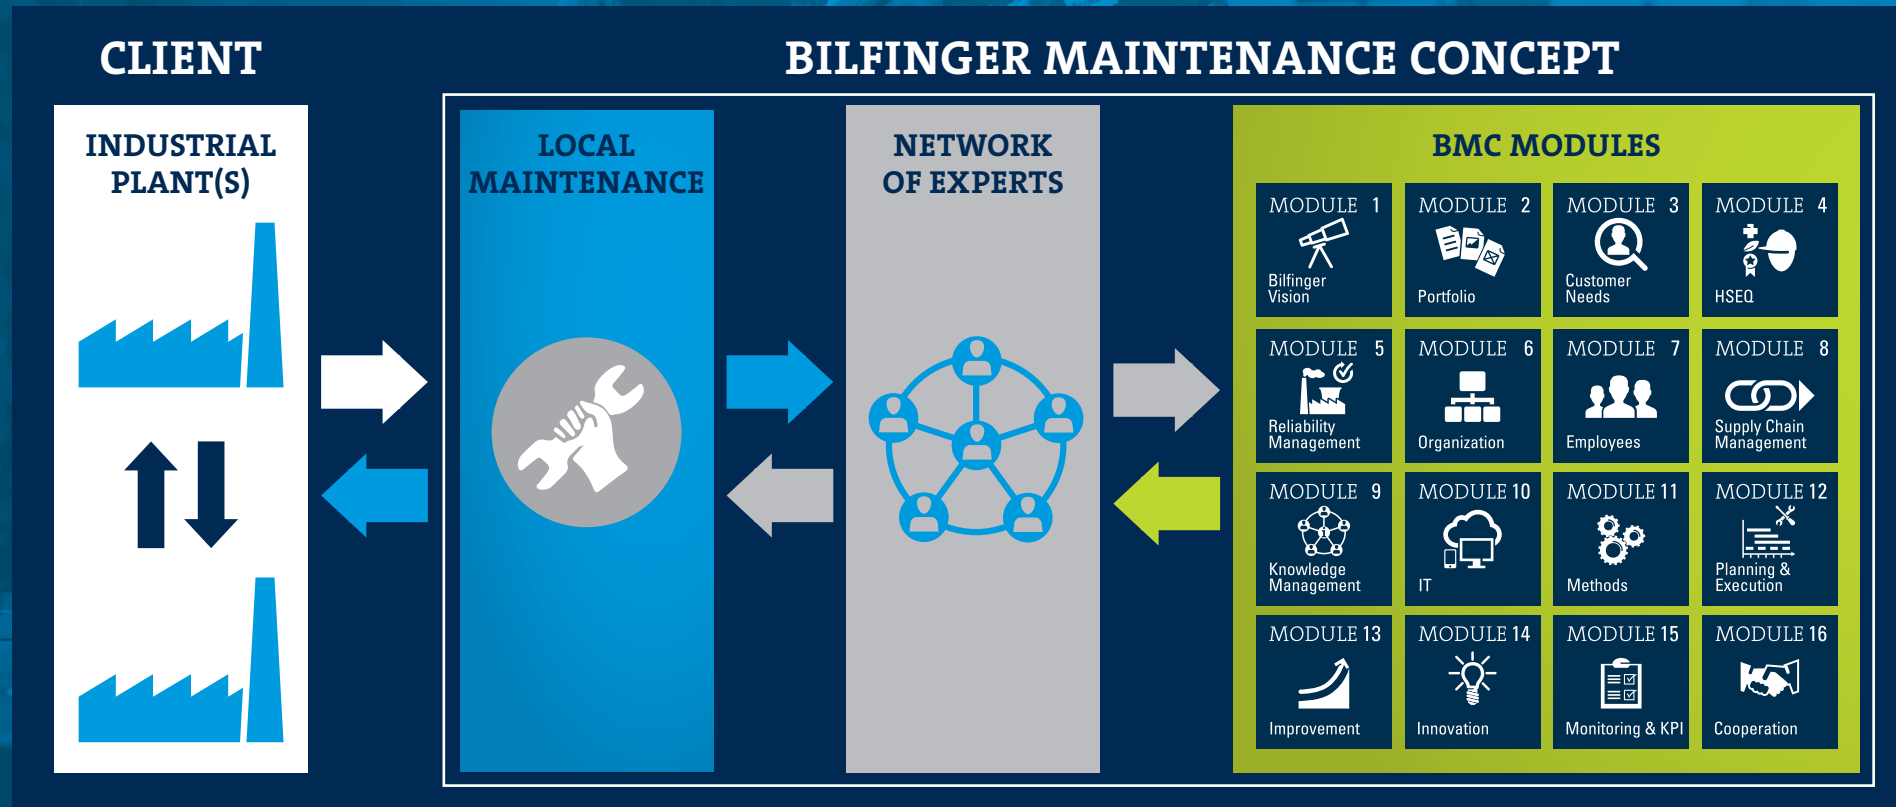 CLIENT
BILFINGER MAINTENANCE CONCEPT
INDUSTRIAL
PLANT(S)
LOCAL
MAINTENANCE
NETWORK
OF EXPERTS
BMC MODULES
MODULE 1
Bilfinger
Vision
MODULE 2
Portfolio
MODULE 3
Customer
Needs
MODULE 4
HSEQ
MODULE 5
Reliability
Management
MODULE 6
Organization
MODULE 7
Employees
MODULE 8
Supply Chain
Management
MODULE 9
Knowledge
Management
MODULE 10
IT
MODULE 11
Methods
MODULE 12
Planning &
Execution
MODULE 13
Improvement
MODULE 14
Innovation
MODULE 15
Monitoring & KPI
MODULE 16
Cooperation